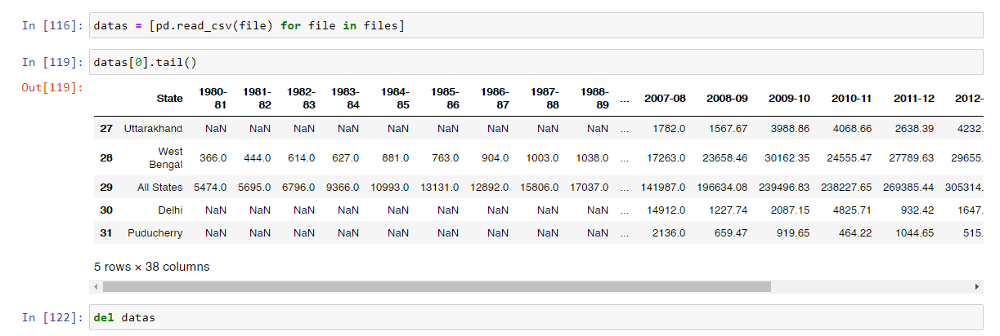 In [116]: datas = [pd.read_csv(file) for file in files]
In [119]: datas[0].tail()
Out[119]:
State 1980-81 1981-82 1982-83 1983-84 1984-85 1985-86 1986-87 1987-88 1988-89 ... 2007-08 2008-09 2009-10 2010-11 2011-12 2012-
27 Uttarakhand NaN NaN NaN NaN NaN NaN NaN NaN NaN ... 1782.0 1567.67 3988.86 4068.66 2638.39 4232.
28 West Bengal 366.0 444.0 614.0 627.0 881.0 763.0 904.0 1003.0 1038.0 ... 17263.0 23658.46 30162.35 24555.47 27789.63 29655.
29 All States 5474.0 5695.0 6796.0 9366.0 10993.0 13131.0 12892.0 15806.0 17037.0 ... 141987.0 196634.08 239496.83 238227.65 269385.44 305314.
30 Delhi NaN NaN NaN NaN NaN NaN NaN NaN NaN ... 14912.0 1227.74 2087.15 4825.71 932.42 1647.
31 Puducherry NaN NaN NaN NaN NaN NaN NaN NaN NaN ... 2136.0 659.47 919.65 464.22 1044.65 515.
5 rows × 38 columns
In [122]: del datas